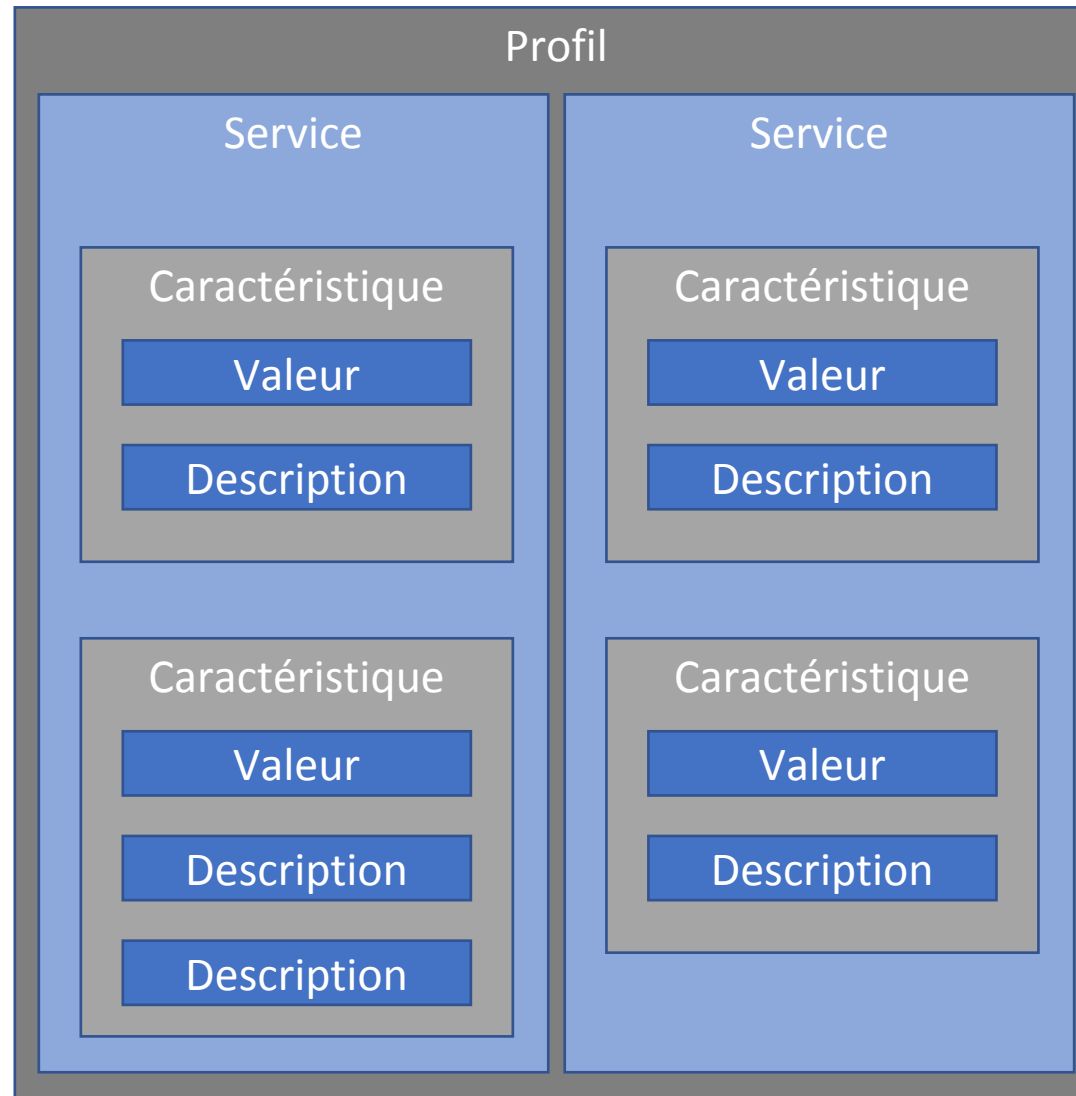 Profil
Service
Caractéristique
Valeur
Description
Caractéristique
Valeur
Description
Description
Service
Caractéristique
Valeur
Description
Caractéristique
Valeur
Description